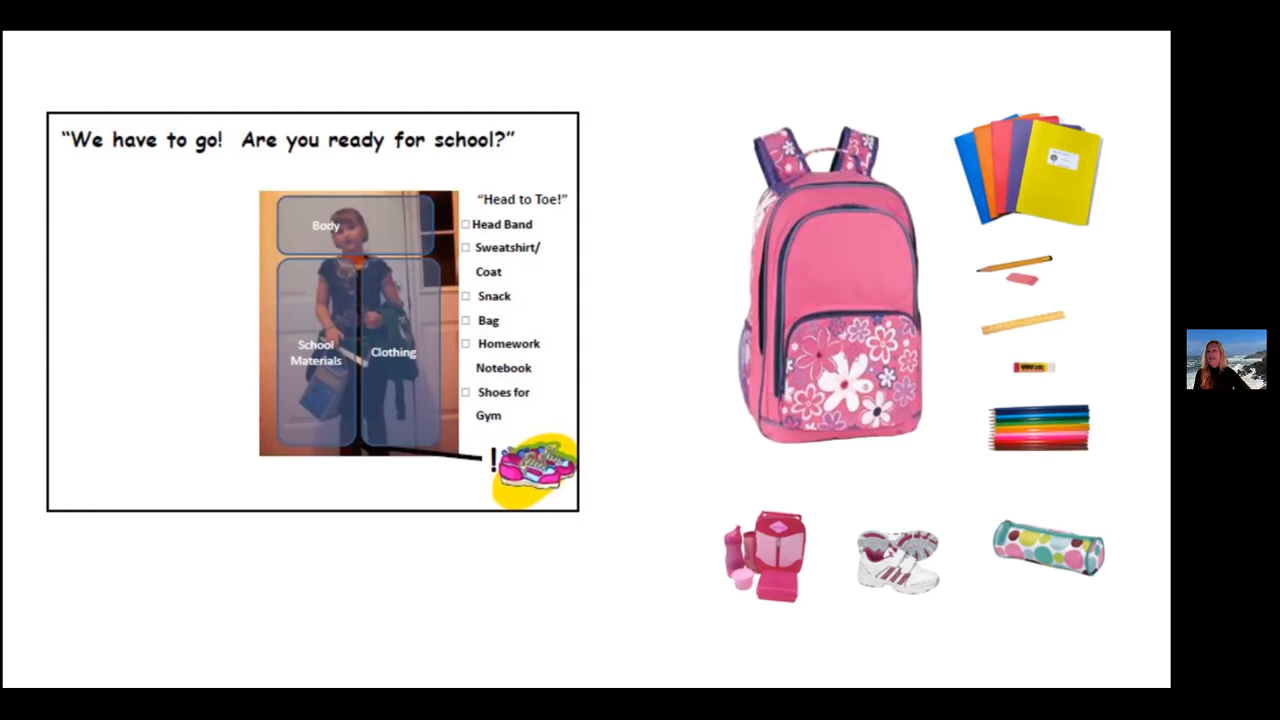 "We have to go!  Are you ready for school?"
Body
School
Materials
Clothing
"Head to Toe!"
☐ Head Band
☐ Sweatshirt/
Coat
☐ Snack
☐ Bag
☐ Homework
Notebook
☐ Shoes for
Gym
!